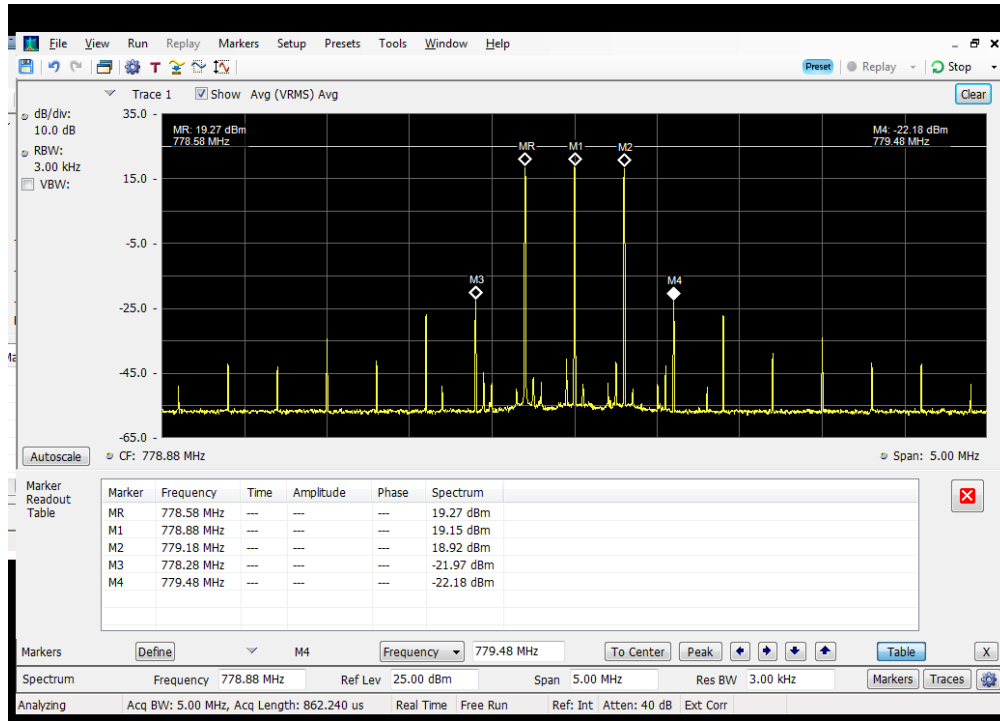 File View Run Replay Markers Setup Presets Tools Window Help
T Preset Replay Stop
Trace 1 Show Avg (VRMS) Avg Clear
dB/div:
10.0 dB
RBW:
3.00 kHz
VBW:
35.0 -
15.0 -
-5.0 -
-25.0 -
-45.0 -
-65.0 -
MR: 19.27 dBm
778.58 MHz
M4: -22.18 dBm
779.48 MHz
MR M1 M2
M3 M4
Autoscale CF: 778.88 MHz Span: 5.00 MHz
Marker
Readout
Table
Marker Frequency Time Amplitude Phase Spectrum
MR 778.58 MHz --- --- --- 19.27 dBm
M1 778.88 MHz --- --- --- 19.15 dBm
M2 779.18 MHz --- --- --- 18.92 dBm
M3 778.28 MHz --- --- --- -21.97 dBm
M4 779.48 MHz --- --- --- -22.18 dBm
Markers Define M4 Frequency 779.48 MHz To Center Peak Table X
Spectrum Frequency 778.88 MHz Ref Lev 25.00 dBm Span 5.00 MHz Res BW 3.00 kHz Markers Traces
Analyzing Acq BW: 5.00 MHz, Acq Length: 862.240 us Real Time Free Run Ref: Int Atten: 40 dB Ext Corr